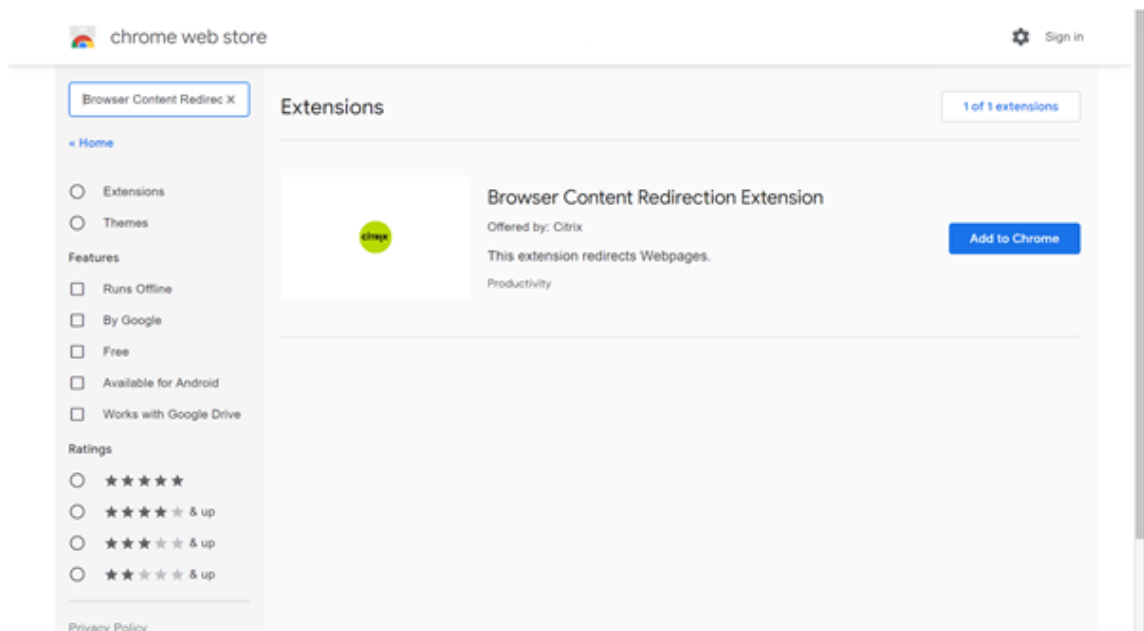 chrome web store
Sign in
Browser Content Redirec ×
« Home
Extensions
Themes
Features
Runs Offline
By Google
Free
Available for Android
Works with Google Drive
Ratings
& up
& up
& up
Privacy Policy
Extensions
1 of 1 extensions
citrix
Browser Content Redirection Extension
Offered by: Citrix
This extension redirects Webpages.
Productivity
Add to Chrome